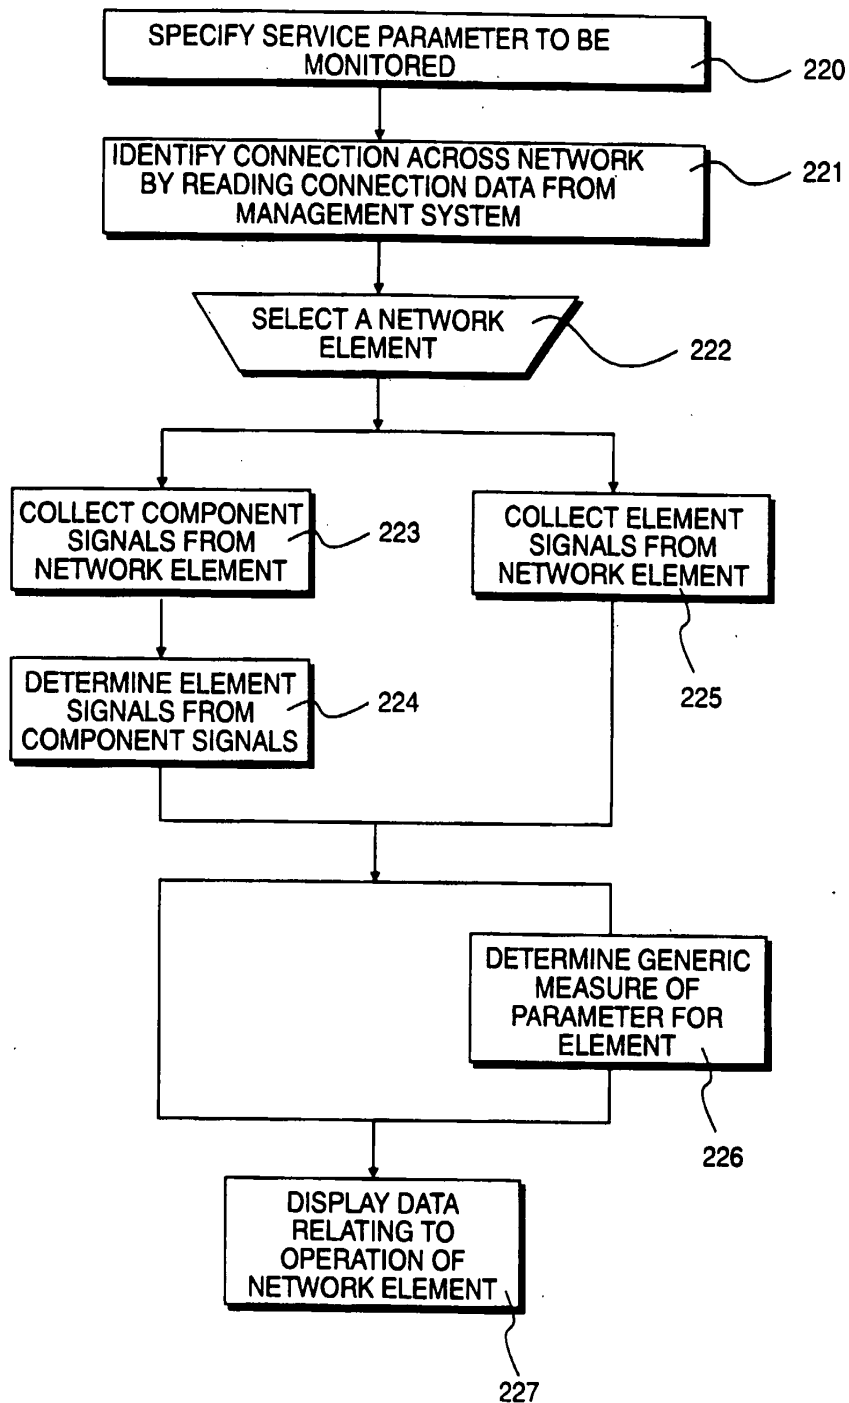 SPECIFY SERVICE PARAMETER TO BE
MONITORED
220
IDENTIFY CONNECTION ACROSS NETWORK
BY READING CONNECTION DATA FROM
MANAGEMENT SYSTEM
221
SELECT A NETWORK
ELEMENT
222
COLLECT COMPONENT
SIGNALS FROM
NETWORK ELEMENT
223
COLLECT ELEMENT
SIGNALS FROM
NETWORK ELEMENT
225
DETERMINE ELEMENT
SIGNALS FROM
COMPONENT SIGNALS
224
DETERMINE GENERIC
MEASURE OF
PARAMETER FOR
ELEMENT
226
DISPLAY DATA
RELATING TO
OPERATION OF
NETWORK ELEMENT
227